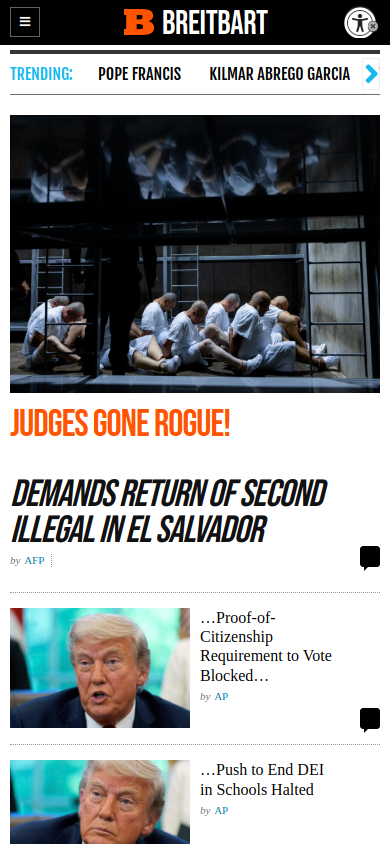 B BREITBART
TRENDING: POPE FRANCIS KILMAR ABREGO GARCIA
JUDGES GONE ROGUE!
DEMANDS RETURN OF SECOND
ILLEGAL IN EL SALVADOR
by AFP
…Proof-of-
Citizenship
Requirement to Vote
Blocked…
by AP
…Push to End DEI
in Schools Halted
by AP